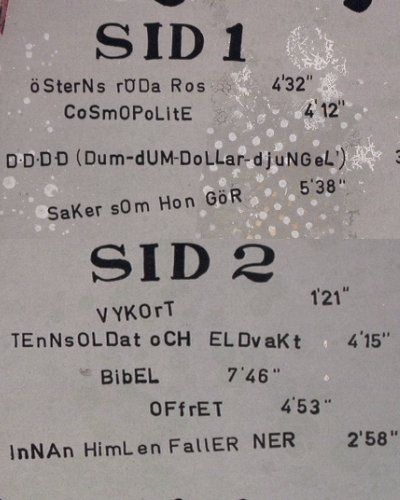 SID 1
öSterNs rÖDa Ros 4'32"
CoSmOPoLitE 4'12"
D·D·D·D (Dum-dUM-DoLLar-djuNGeL')
SaKer sOm Hon GöR 5'38"
SID 2
VYKOrT 1'21"
TEnNsOLDat oCH ELDvaKt 4'15"
BibEL 7'46"
OFfrET 4'53"
InNAn HimLen FallER NER 2'58"